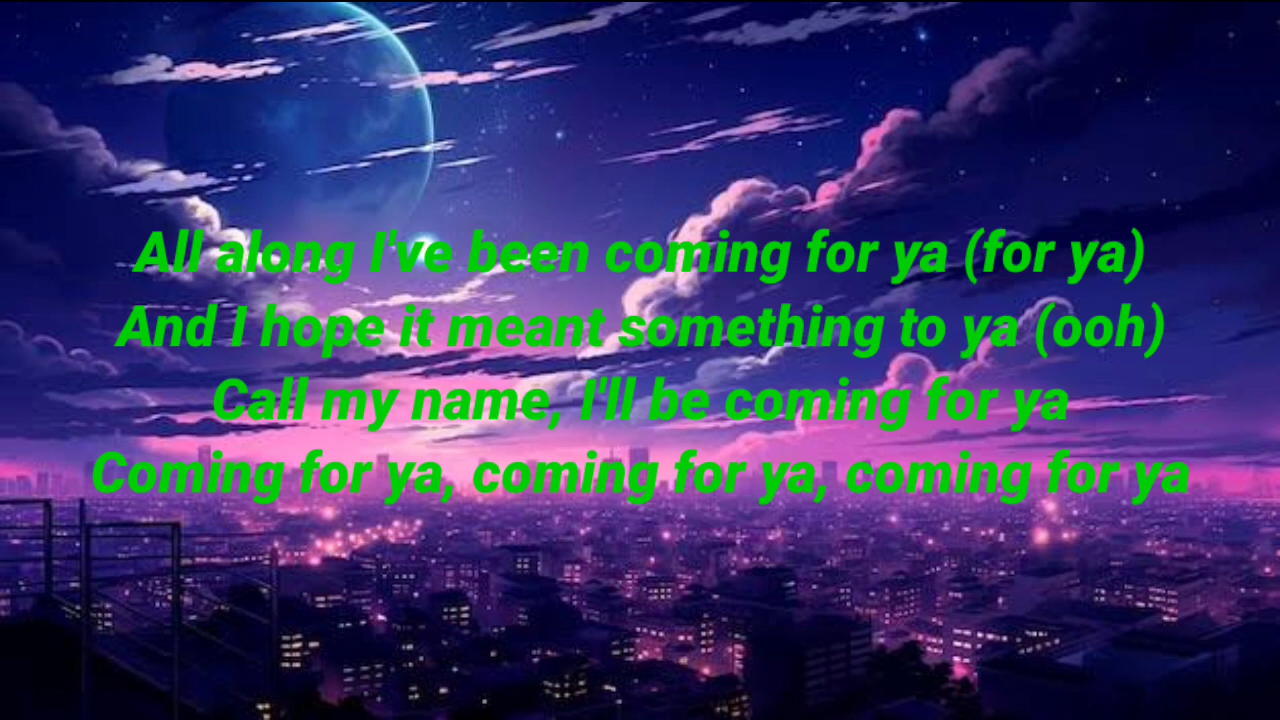 All along I've been coming for ya (for ya)
And I hope it meant something to ya (ooh)
Call my name, I'll be coming for ya
Coming for ya, coming for ya, coming for ya